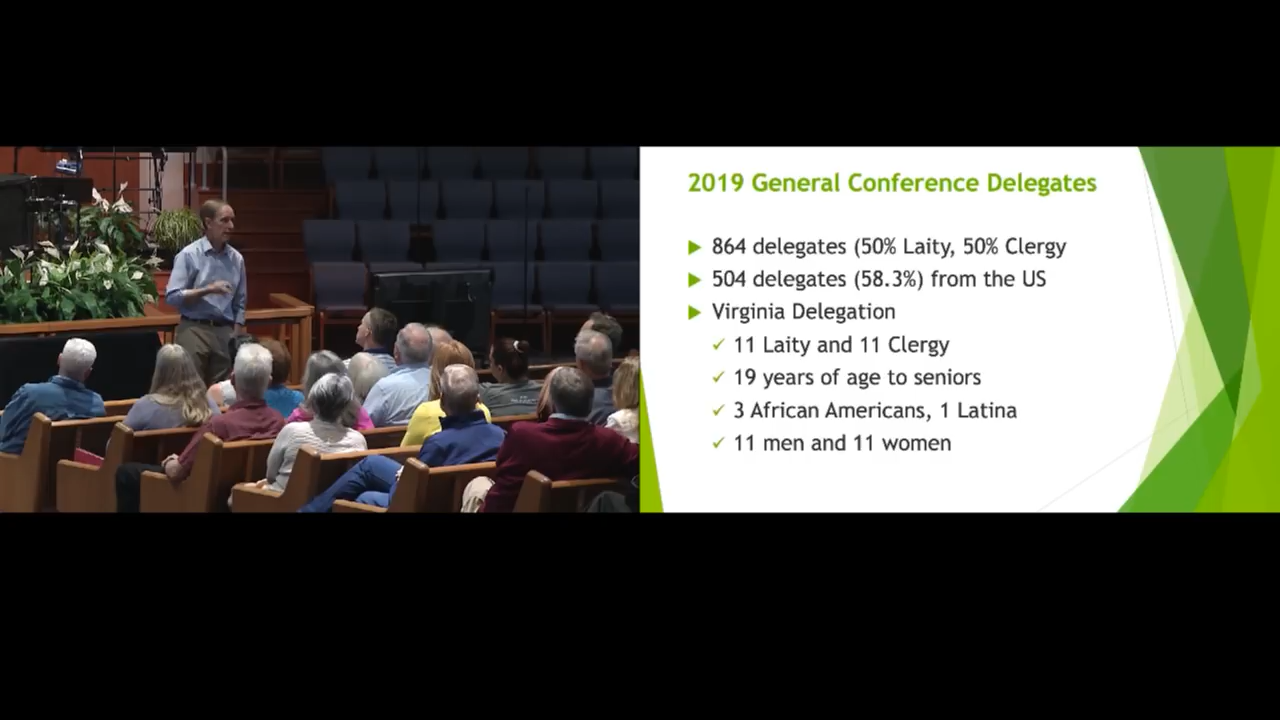 2019 General Conference Delegates
864 delegates (50% Laity, 50% Clergy
504 delegates (58.3%) from the US
Virginia Delegation
11 Laity and 11 Clergy
19 years of age to seniors
3 African Americans, 1 Latina
11 men and 11 women